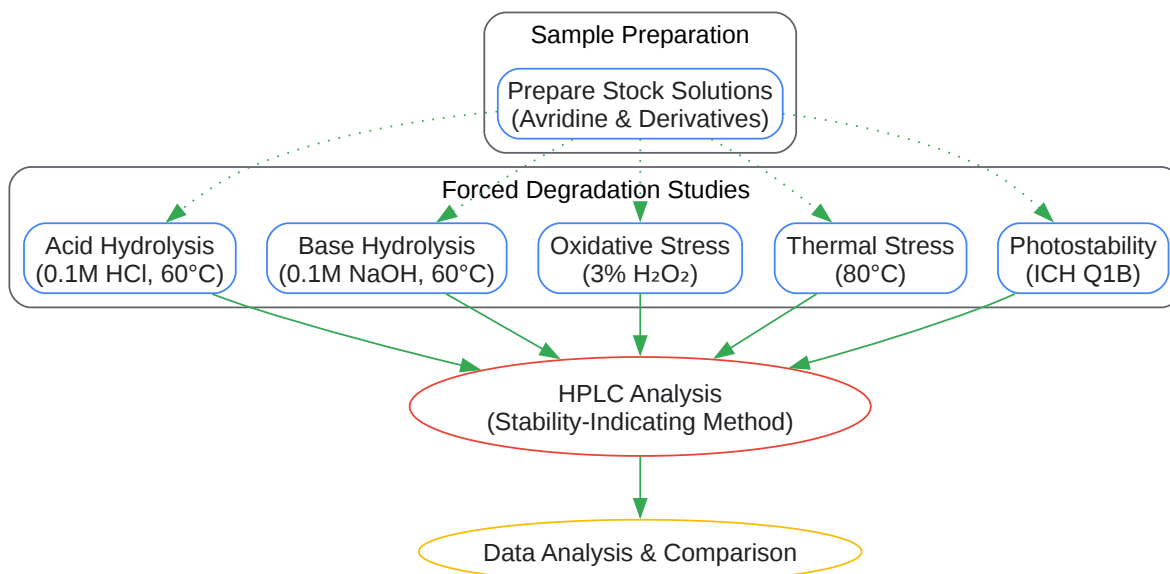 Sample Preparation
Prepare Stock Solutions
(Avridine & Derivatives)
Forced Degradation Studies
Acid Hydrolysis
(0.1M HCl, 60°C)
Base Hydrolysis
(0.1M NaOH, 60°C)
Oxidative Stress
(3% H₂O₂)
Thermal Stress
(80°C)
Photostability
(ICH Q1B)
HPLC Analysis
(Stability-Indicating Method)
Data Analysis & Comparison